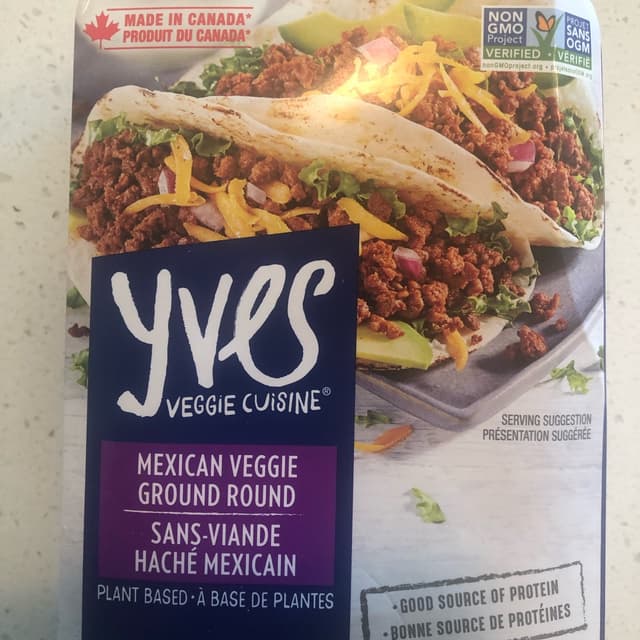 MADE IN CANADA*
PRODUIT DU CANADA*
NON
GMO
Project
VERIFIED
nonGMOproject.org
PROJET
SANS
OGM
VÉRIFIÉ
yves
VEGGIE CUISINE®
SERVING SUGGESTION
PRÉSENTATION SUGGÉRÉE
MEXICAN VEGGIE
GROUND ROUND
SANS-VIANDE
HACHÉ MEXICAIN
PLANT BASED · À BASE DE PLANTES
· GOOD SOURCE OF PROTEIN
· BONNE SOURCE DE PROTÉINES